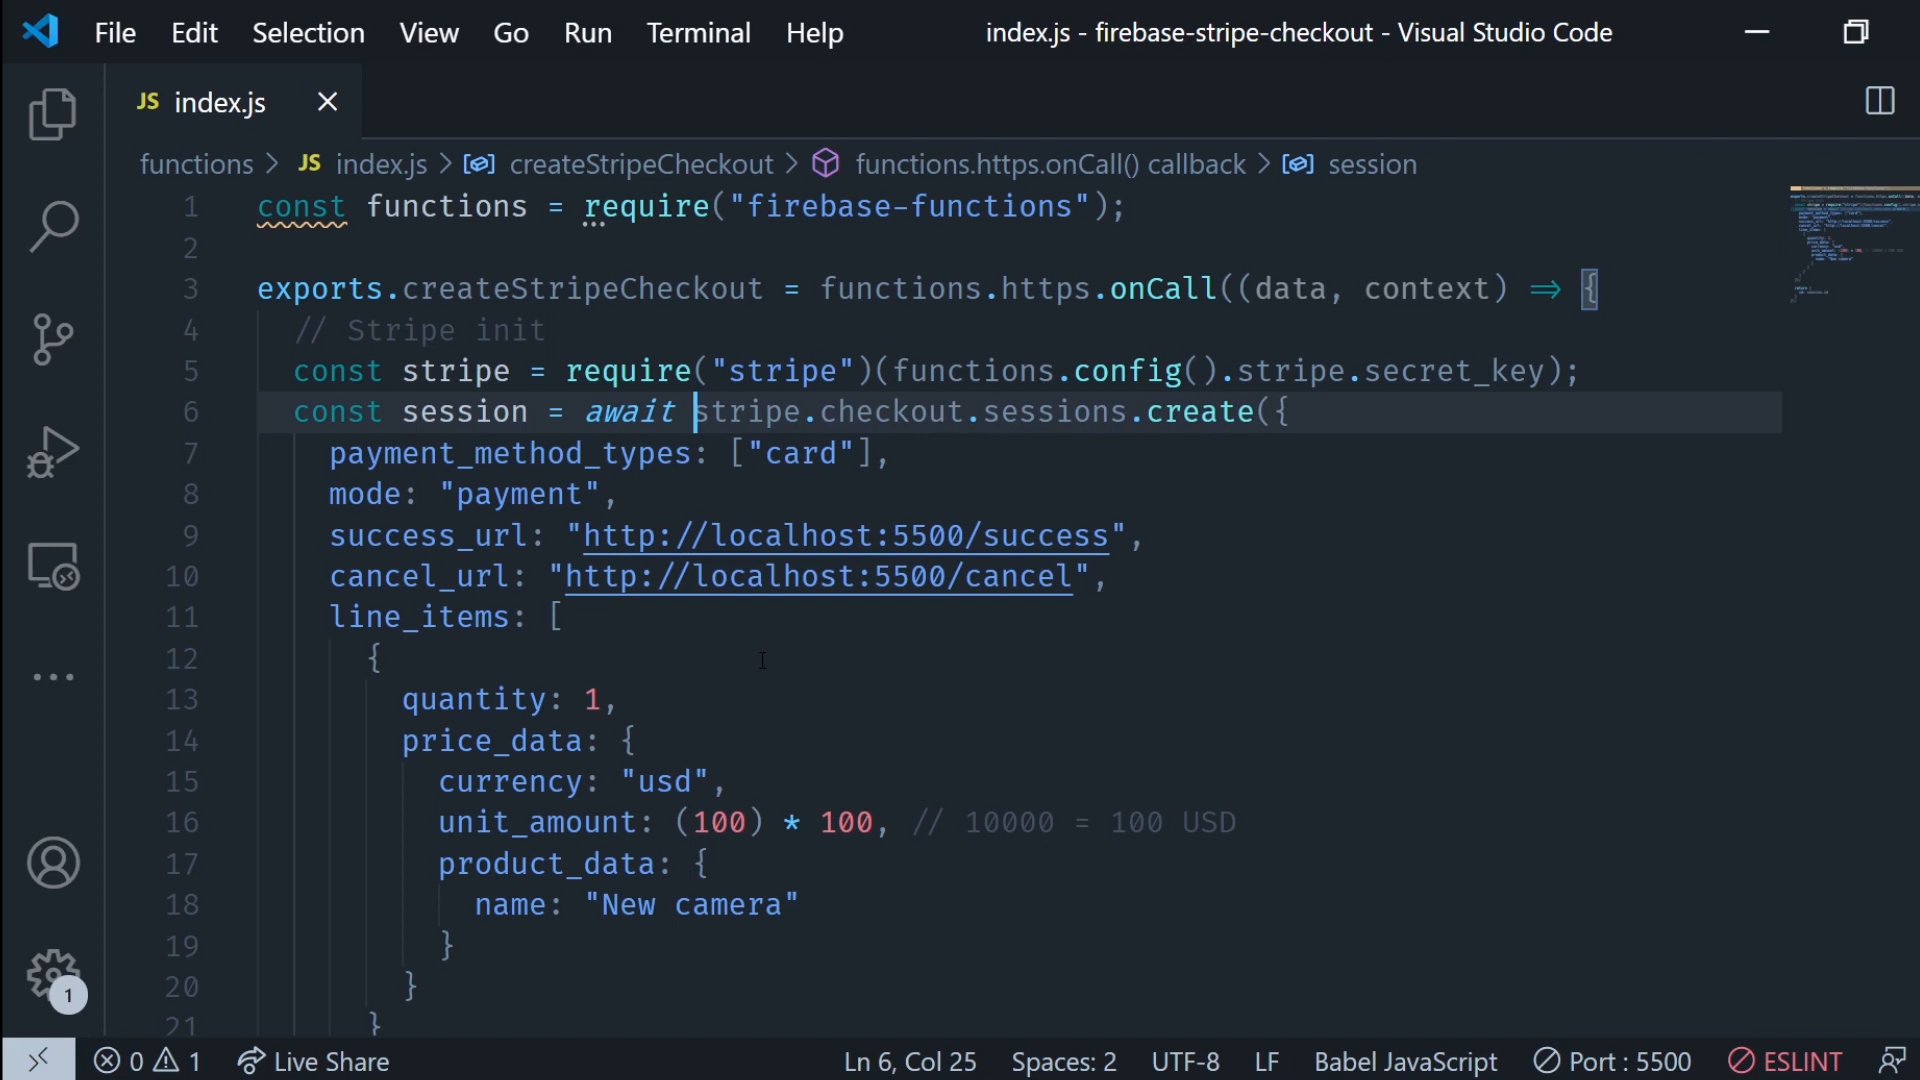 File Edit Selection View Go Run Terminal Help index.js - firebase-stripe-checkout - Visual Studio Code
JS index.js
functions > JS index.js > createStripeCheckout > functions.https.onCall() callback > session
1 const functions = require("firebase-functions");
2
3 exports.createStripeCheckout = functions.https.onCall((data, context) => {
4 // Stripe init
5 const stripe = require("stripe")(functions.config().stripe.secret_key);
6 const session = await stripe.checkout.sessions.create({
7 payment_method_types: ["card"],
8 mode: "payment",
9 success_url: "http://localhost:5500/success",
10 cancel_url: "http://localhost:5500/cancel",
11 line_items: [
12 {
13 quantity: 1,
14 price_data: {
15 currency: "usd",
16 unit_amount: (100) * 100, // 10000 = 100 USD
17 product_data: {
18 name: "New camera"
19 }
20 }
21 }
1
0 1 Live Share Ln 6, Col 25 Spaces: 2 UTF-8 LF Babel JavaScript Port : 5500 ESLINT